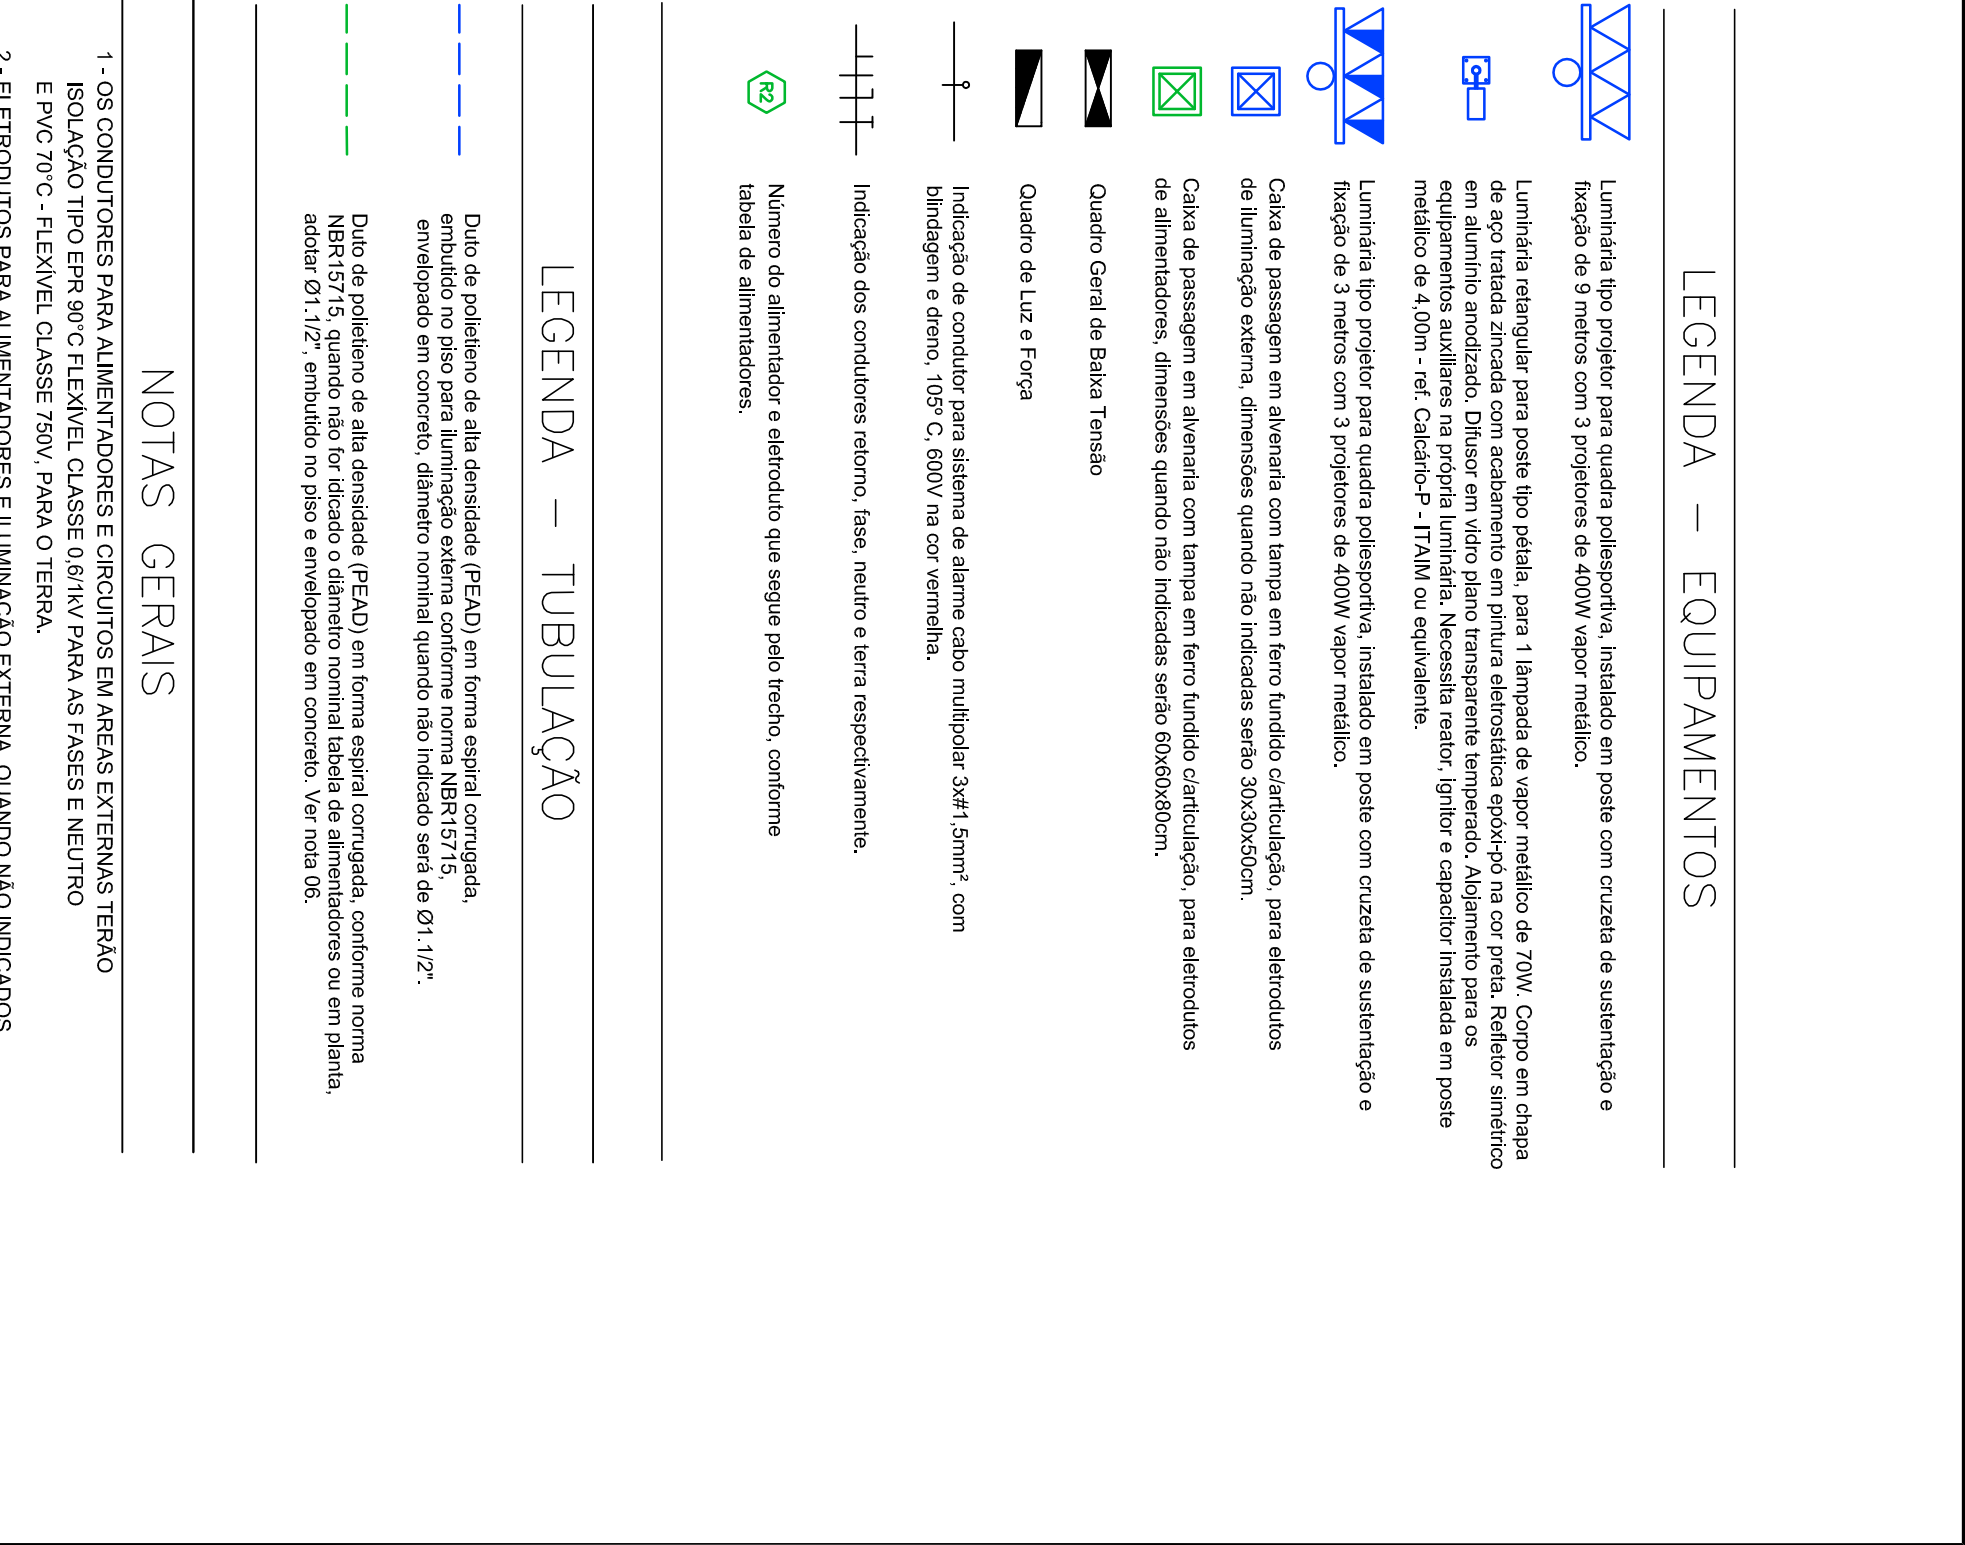 LEGENDA - EQUIPAMENTOS
Luminária tipo projetor para quadra poliesportiva, instalado em poste com cruzeta de sustentação e
fixação de 9 metros com 3 projetores de 400W vapor metálico.
Luminária retangular para poste tipo pétala, para 1 lâmpada de vapor metálico de 70W. Corpo em chapa
de aço tratada zincada com acabamento em pintura eletrostática epóxi-pó na cor preta. Refletor simétrico
em alumínio anodizado. Difusor em vidro plano transparente temperado. Alojamento para os
equipamentos auxiliares na própria luminária. Necessita reator, ignitor e capacitor instalada em poste
metálico de 4,00m - ref. Calcário-P - ITAIM ou equivalente.
Luminária tipo projetor para quadra poliesportiva, instalado em poste com cruzeta de sustentação e
fixação de 3 metros com 3 projetores de 400W vapor metálico.
Caixa de passagem em alvenaria com tampa em ferro fundido c/articulação, para eletrodutos
de iluminação externa, dimensões quando não indicadas serão 30x30x50cm.
Caixa de passagem em alvenaria com tampa em ferro fundido c/articulação, para eletrodutos
de alimentadores, dimensões quando não indicadas serão 60x60x80cm.
Quadro Geral de Baixa Tensão
Quadro de Luz e Força
Indicação de condutor para sistema de alarme cabo multipolar 3x#1,5mm², com
blindagem e dreno, 105º C, 600V na cor vermelha.
Indicação dos condutores retorno, fase, neutro e terra respectivamente.
R2
Número do alimentador e eletroduto que segue pelo trecho, conforme
tabela de alimentadores.
LEGENDA - TUBULAÇÃO
Duto de polietieno de alta densidade (PEAD) em forma espiral corrugada,
embutido no piso para iluminação externa conforme norma NBR15715,
envelopado em concreto, diâmetro nominal quando não indicado será de Ø1.1/2".
Duto de polietieno de alta densidade (PEAD) em forma espiral corrugada, conforme norma
NBR15715, quando não for idicado o diâmetro nominal tabela de alimentadores ou em planta,
adotar Ø1.1/2", embutido no piso e envelopado em concreto. Ver nota 06.
NOTAS GERAIS
1 - OS CONDUTORES PARA ALIMENTADORES E CIRCUITOS EM AREAS EXTERNAS TERÃO
ISOLAÇÃO TIPO EPR 90°C FLEXÍVEL CLASSE 0,6/1kV PARA AS FASES E NEUTRO
E PVC 70°C - FLEXÍVEL CLASSE 750V, PARA O TERRA.
2 - ELETRODUTOS PARA ALIMENTADORES E ILUMINAÇÃO EXTERNA, QUANDO NÃO INDICADOS